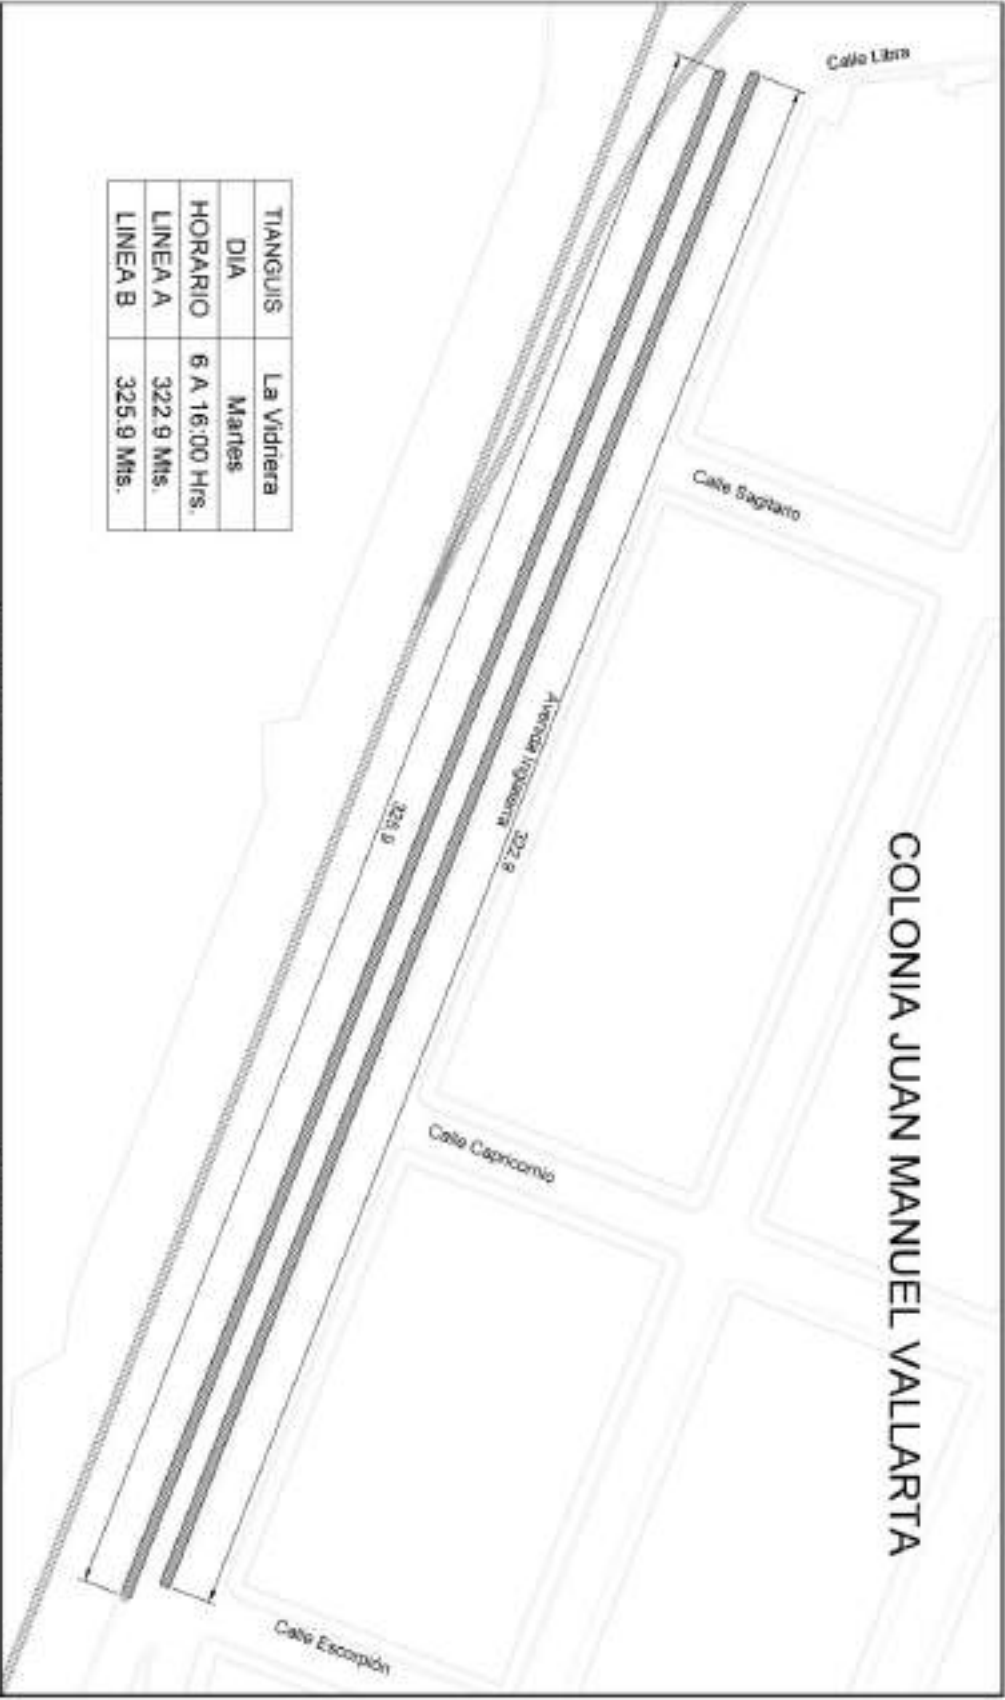 COLONIA JUAN MANUEL VALLARTA
Calle Libra
Calle Sagitario
Avenida Inglaterra
322.9
325.9
Calle Capricornio
Calle Escorpión
TIANGUIS La Vidriera
DIA Martes
HORARIO 6 A 16:00 Hrs.
LINEA A 322.9 Mts.
LINEA B 325.9 Mts.